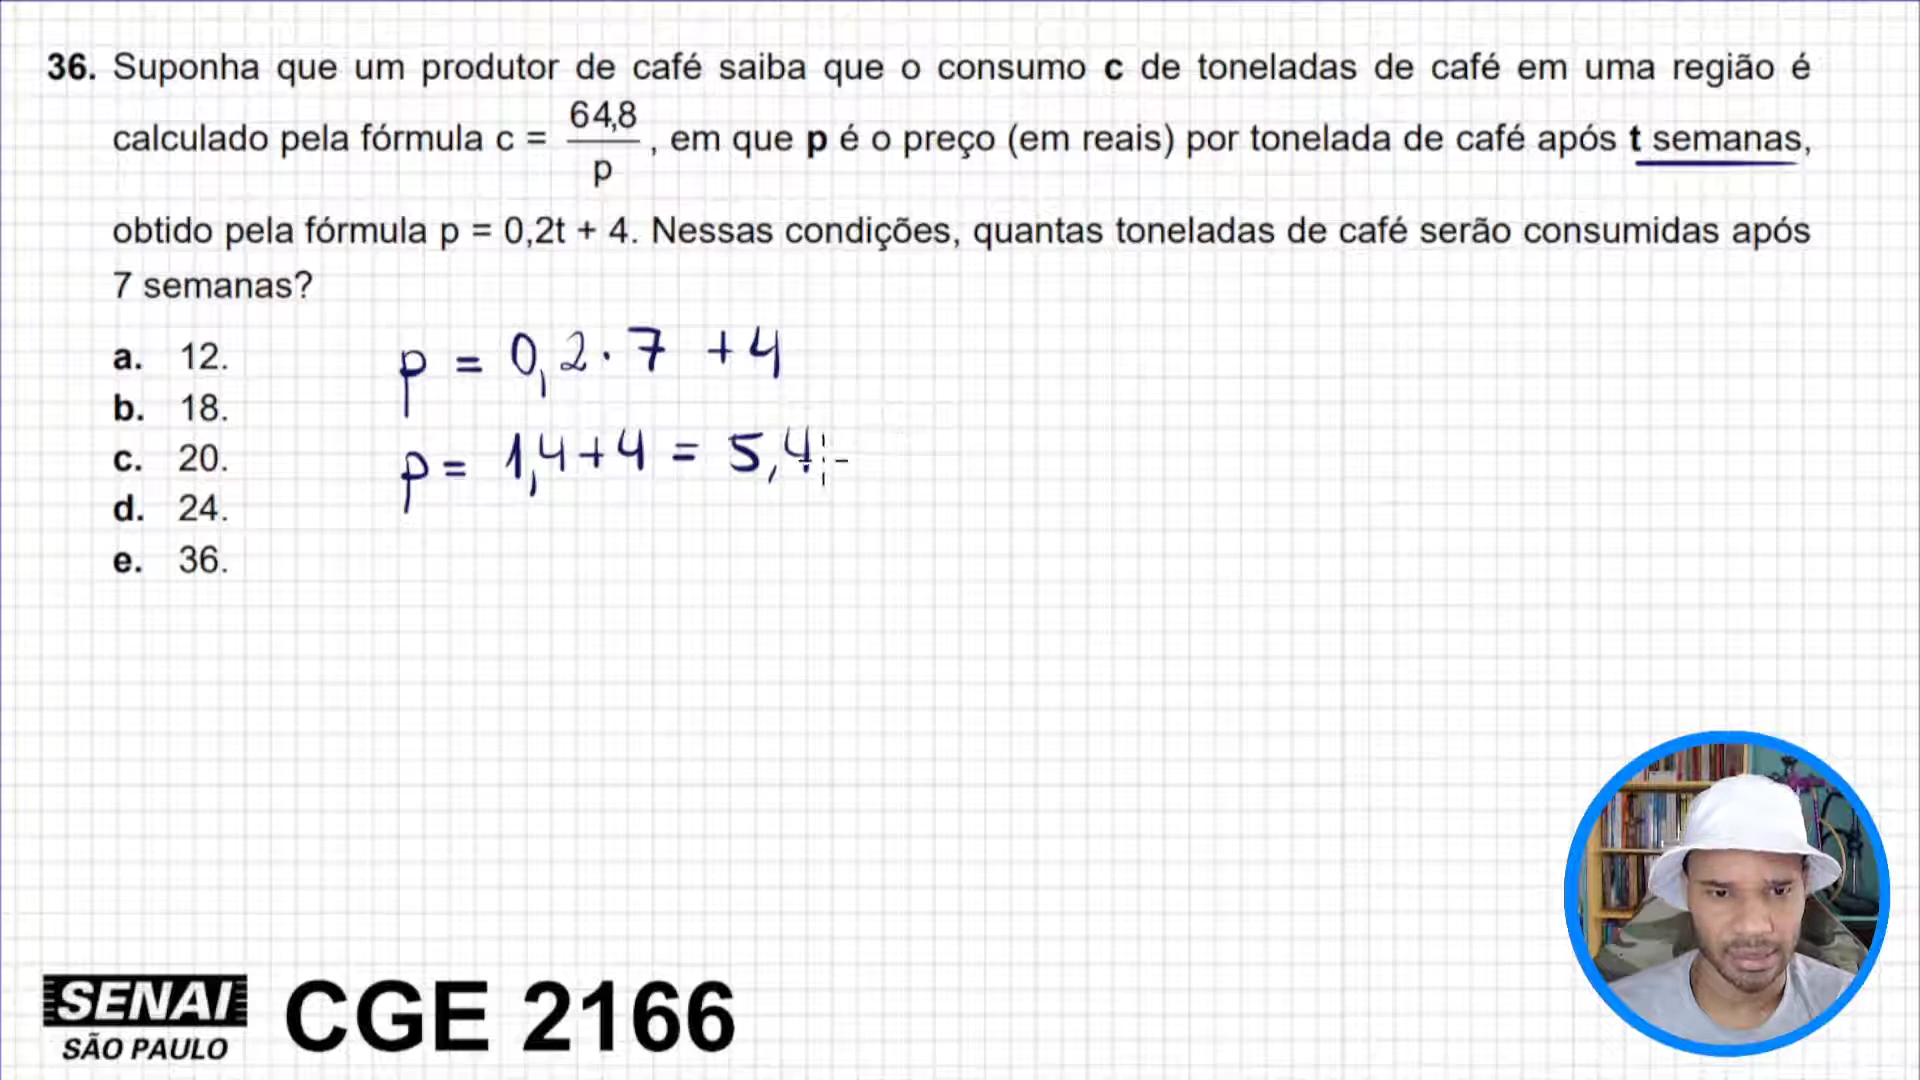 36. Suponha que um produtor de café saiba que o consumo c de toneladas de café em uma região é
calculado pela fórmula c = 64,8/p, em que p é o preço (em reais) por tonelada de café após t semanas,
obtido pela fórmula p = 0,2t + 4. Nessas condições, quantas toneladas de café serão consumidas após
7 semanas?
a. 12.
b. 18.
c. 20.
d. 24.
e. 36.
p = 0,2·7 +4
p = 1,4+4 = 5,4
SENAI
SÃO PAULO
CGE 2166